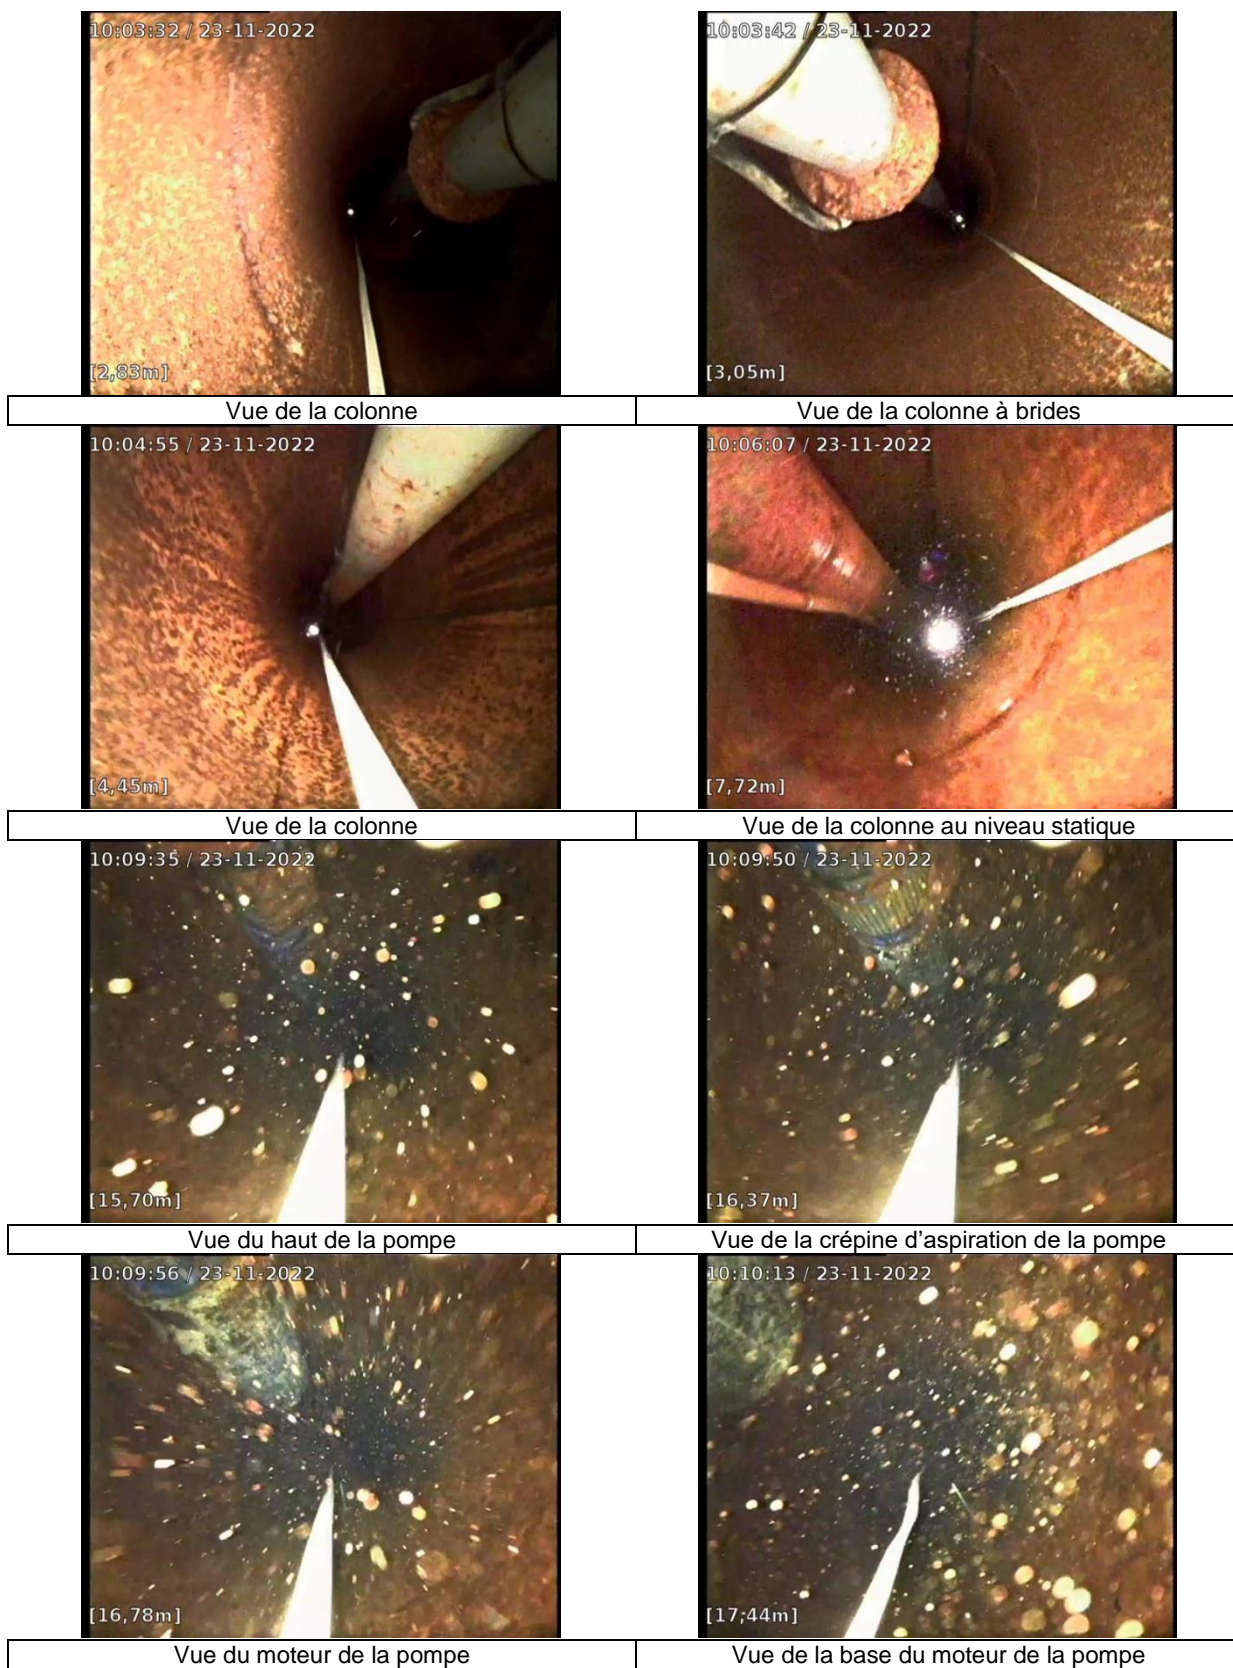 10:03:32 / 23-11-2022
10:03:42 / 23-11-2022
[2,83m]
[3,05m]
Vue de la colonne
Vue de la colonne à brides
10:04:55 / 23-11-2022
10:06:07 / 23-11-2022
[4,45m]
[7,72m]
Vue de la colonne
Vue de la colonne au niveau statique
10:09:35 / 23-11-2022
10:09:50 / 23-11-2022
[15,70m]
[16,37m]
Vue du haut de la pompe
Vue de la crépine d’aspiration de la pompe
10:09:56 / 23-11-2022
10:10:13 / 23-11-2022
[16,78m]
[17,44m]
Vue du moteur de la pompe
Vue de la base du moteur de la pompe